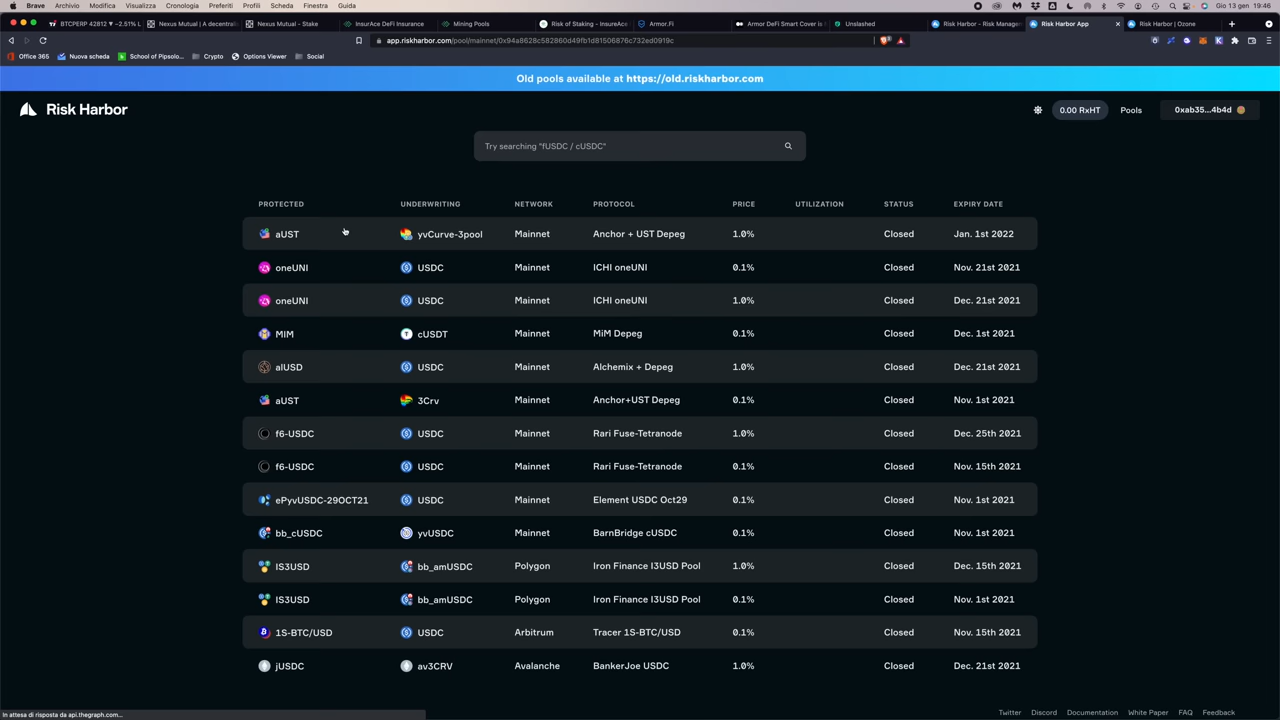 Brave Archivio Modifica Visualizza Cronologia Preferiti Profili Scheda Finestra Guida Gio 13 gen 19:46
BTCPERP 42812 ▼ −2.51% L Nexus Mutual | A decentrali Nexus Mutual - Stake InsurAce DeFi Insurance Mining Pools Risk of Staking - InsureAce Armor.Fi Armor DeFi Smart Cover is Unslashed Risk Harbor - Risk Manage Risk Harbor App Risk Harbor | Ozone
app.riskharbor.com/pool/mainnet/0x94a8628c582860d49fb1d81506876c732ed0919c
Office 365 Nuova scheda School of Pipsolo... Crypto Options Viewer Social
Old pools available at https://old.riskharbor.com
Risk Harbor 0.00 RxHT Pools 0xab35...4b4d
Try searching "fUSDC / cUSDC"
PROTECTED UNDERWRITING NETWORK PROTOCOL PRICE UTILIZATION STATUS EXPIRY DATE
aUST yvCurve-3pool Mainnet Anchor + UST Depeg 1.0% Closed Jan. 1st 2022
oneUNI USDC Mainnet ICHI oneUNI 0.1% Closed Nov. 21st 2021
oneUNI USDC Mainnet ICHI oneUNI 1.0% Closed Dec. 21st 2021
MIM cUSDT Mainnet MiM Depeg 0.1% Closed Dec. 1st 2021
alUSD USDC Mainnet Alchemix + Depeg 1.0% Closed Dec. 21st 2021
aUST 3Crv Mainnet Anchor+UST Depeg 0.1% Closed Nov. 1st 2021
f6-USDC USDC Mainnet Rari Fuse-Tetranode 1.0% Closed Dec. 25th 2021
f6-USDC USDC Mainnet Rari Fuse-Tetranode 0.1% Closed Nov. 15th 2021
ePyvUSDC-29OCT21 USDC Mainnet Element USDC Oct29 0.1% Closed Nov. 1st 2021
bb_cUSDC yvUSDC Mainnet BarnBridge cUSDC 0.1% Closed Nov. 1st 2021
IS3USD bb_amUSDC Polygon Iron Finance I3USD Pool 1.0% Closed Dec. 15th 2021
IS3USD bb_amUSDC Polygon Iron Finance I3USD Pool 0.1% Closed Nov. 1st 2021
1S-BTC/USD USDC Arbitrum Tracer 1S-BTC/USD 0.1% Closed Nov. 15th 2021
jUSDC av3CRV Avalanche BankerJoe USDC 1.0% Closed Dec. 21st 2021
In attesa di risposta da api.thegraph.com... Twitter Discord Documentation White Paper FAQ Feedback